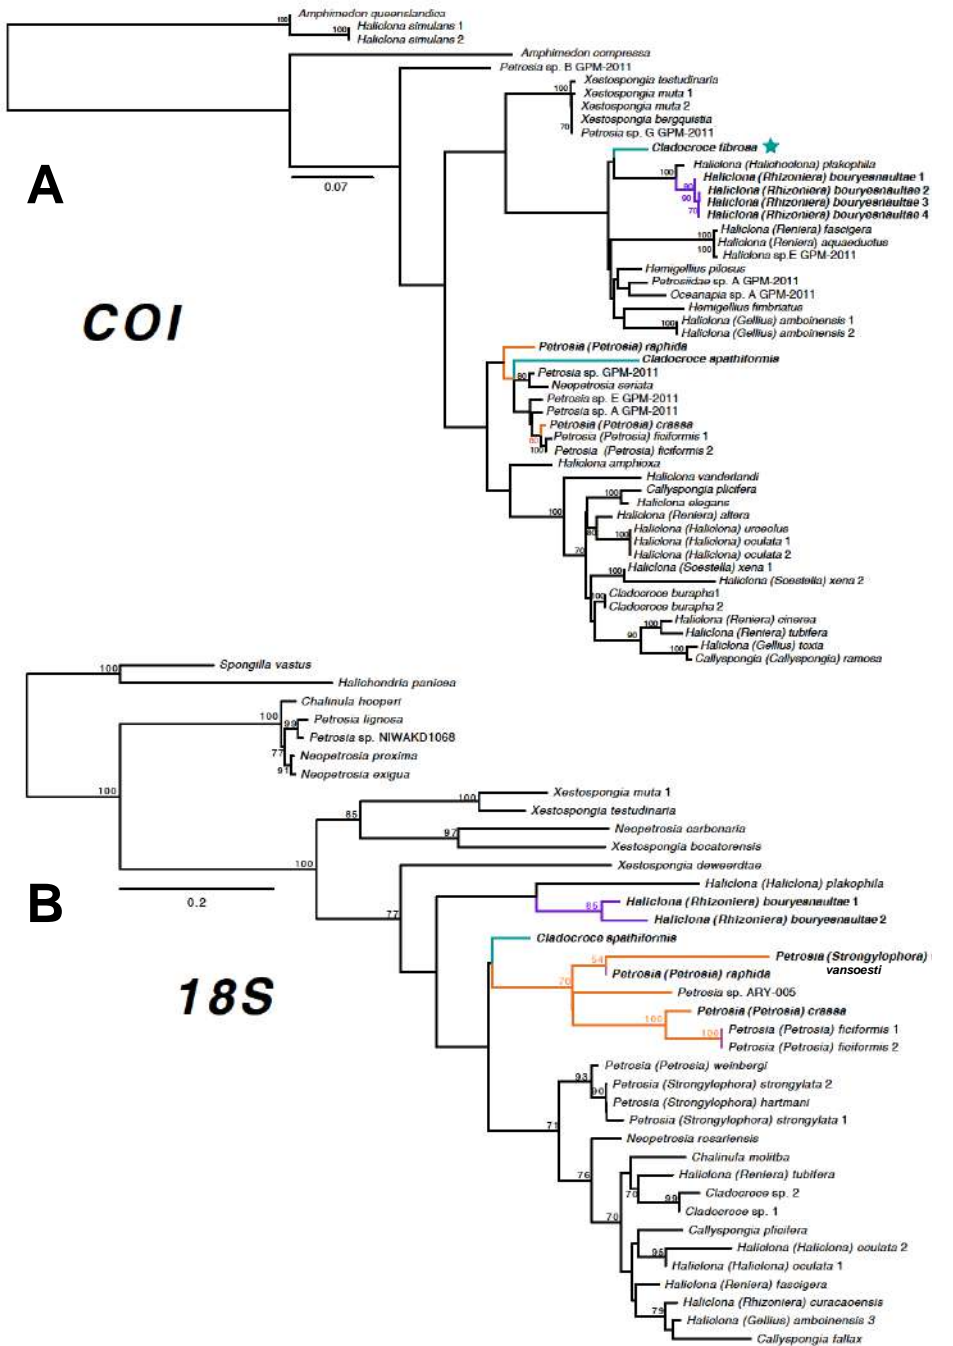 100 Amphimedon queenslandica
100 Haliclona simulans 1
Haliclona simulans 2
Amphimedon compressa
Petrosia sp. B GPM-2011
Xestospongia testudinaria
100 Xestospongia muta 1
Xestospongia muta 2
Xestospongia bergquistia
70 Petrosia sp. G GPM-2011
Cladocroce fibrosa
Haliclona (Halichoclona) plakophila
100 Haliclona (Rhizoniera) bouryesnaultae 1
80 Haliclona (Rhizoniera) bouryesnaultae 2
90 Haliclona (Rhizoniera) bouryesnaultae 3
70 Haliclona (Rhizoniera) bouryesnaultae 4
A
0.07
100 Haliclona (Reniera) fascigera
Haliclona (Reniera) aquaeductus
100 Haliclona sp.E GPM-2011
Hemigellius pilosus
Petrosiidae sp. A GPM-2011
Oceanapia sp. A GPM-2011
Hemigellius fimbriatus
100 Haliclona (Gellius) amboinensis 1
Haliclona (Gellius) amboinensis 2
COI
Petrosia (Petrosia) raphida
Cladocroce spathiformis
80 Petrosia sp. GPM-2011
Neopetrosia seriata
Petrosia sp. E GPM-2011
Petrosia sp. A GPM-2011
Petrosia (Petrosia) crassa
Petrosia (Petrosia) ficiformis 1
100 Petrosia (Petrosia) ficiformis 2
Haliclona amphioxa
Haliclona vanderlandi
100 Callyspongia plicifera
Haliclona elegans
100 Haliclona (Reniera) altera
100 Haliclona (Haliclona) urceolus
Haliclona (Haliclona) oculata 1
70 Haliclona (Haliclona) oculata 2
100 Haliclona (Soestella) xena 1
Haliclona (Soestella) xena 2
100 Cladocroce burapha1
Cladocroce burapha 2
100 Haliclona (Reniera) cinerea
90 Haliclona (Reniera) tubifera
100 Haliclona (Gellius) toxia
Callyspongia (Callyspongia) ramosa
100 Spongilla vastus
Halichondria panicea
Chalinula hooperi
100 99 Petrosia lignosa
Petrosia sp. NIWAKD1068
77 Neopetrosia proxima
91 Neopetrosia exigua
100
100 Xestospongia muta 1
85 Xestospongia testudinaria
97 Neopetrosia carbonaria
Xestospongia bocatorensis
100 Xestospongia deweerdtae
B
0.2
Haliclona (Haliclona) plakophila
85 Haliclona (Rhizoniera) bouryesnaultae 1
77 Haliclona (Rhizoniera) bouryesnaultae 2
Cladocroce spathiformis
54 Petrosia (Strongylophora)
vansoesti
Petrosia (Petrosia) raphida
70 Petrosia sp. ARY-005
18S
100 Petrosia (Petrosia) crassa
100 Petrosia (Petrosia) ficiformis 1
Petrosia (Petrosia) ficiformis 2
Petrosia (Petrosia) weinbergi
93 90 Petrosia (Strongylophora) strongylata 2
Petrosia (Strongylophora) hartmani
71 Petrosia (Strongylophora) strongylata 1
Neopetrosia rosariensis
Chalinula molitba
76 Haliclona (Reniera) tubifera
70 99 Cladocroce sp. 2
Cladocroce sp. 1
70 Callyspongia plicifera
95 Haliclona (Haliclona) oculata 2
Haliclona (Haliclona) oculata 1
Haliclona (Reniera) fascigera
79 Haliclona (Rhizoniera) curacaoensis
Haliclona (Gellius) amboinensis 3
Callyspongia fallax